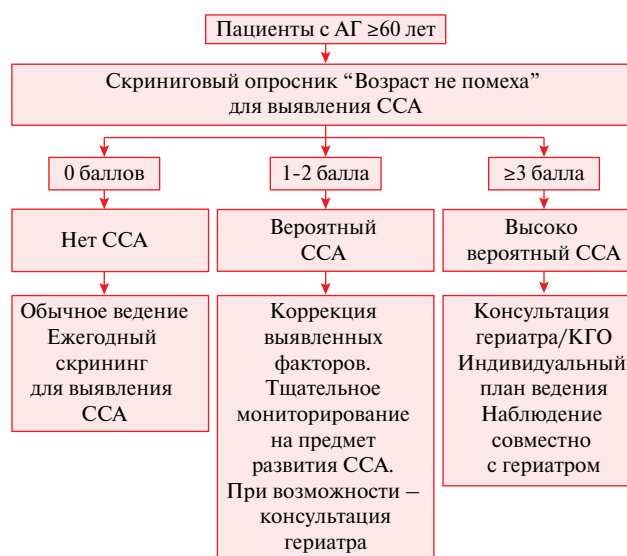 Пациенты с АГ ≥60 лет
Скриниговый опросник “Возраст не помеха”
для выявления ССА
0 баллов
1-2 балла
≥3 балла
Нет ССА
Вероятный
ССА
Высоко
вероятный ССА
Обычное ведение
Ежегодный
скрининг
для выявления
ССА
Коррекция
выявленных
факторов.
Тщательное
мониторирование
на предмет
развития ССА.
При возможности –
консультация
гериатра
Консультация
гериатра/КГО
Индивидуальный
план ведения
Наблюдение
совместно
с гериатром